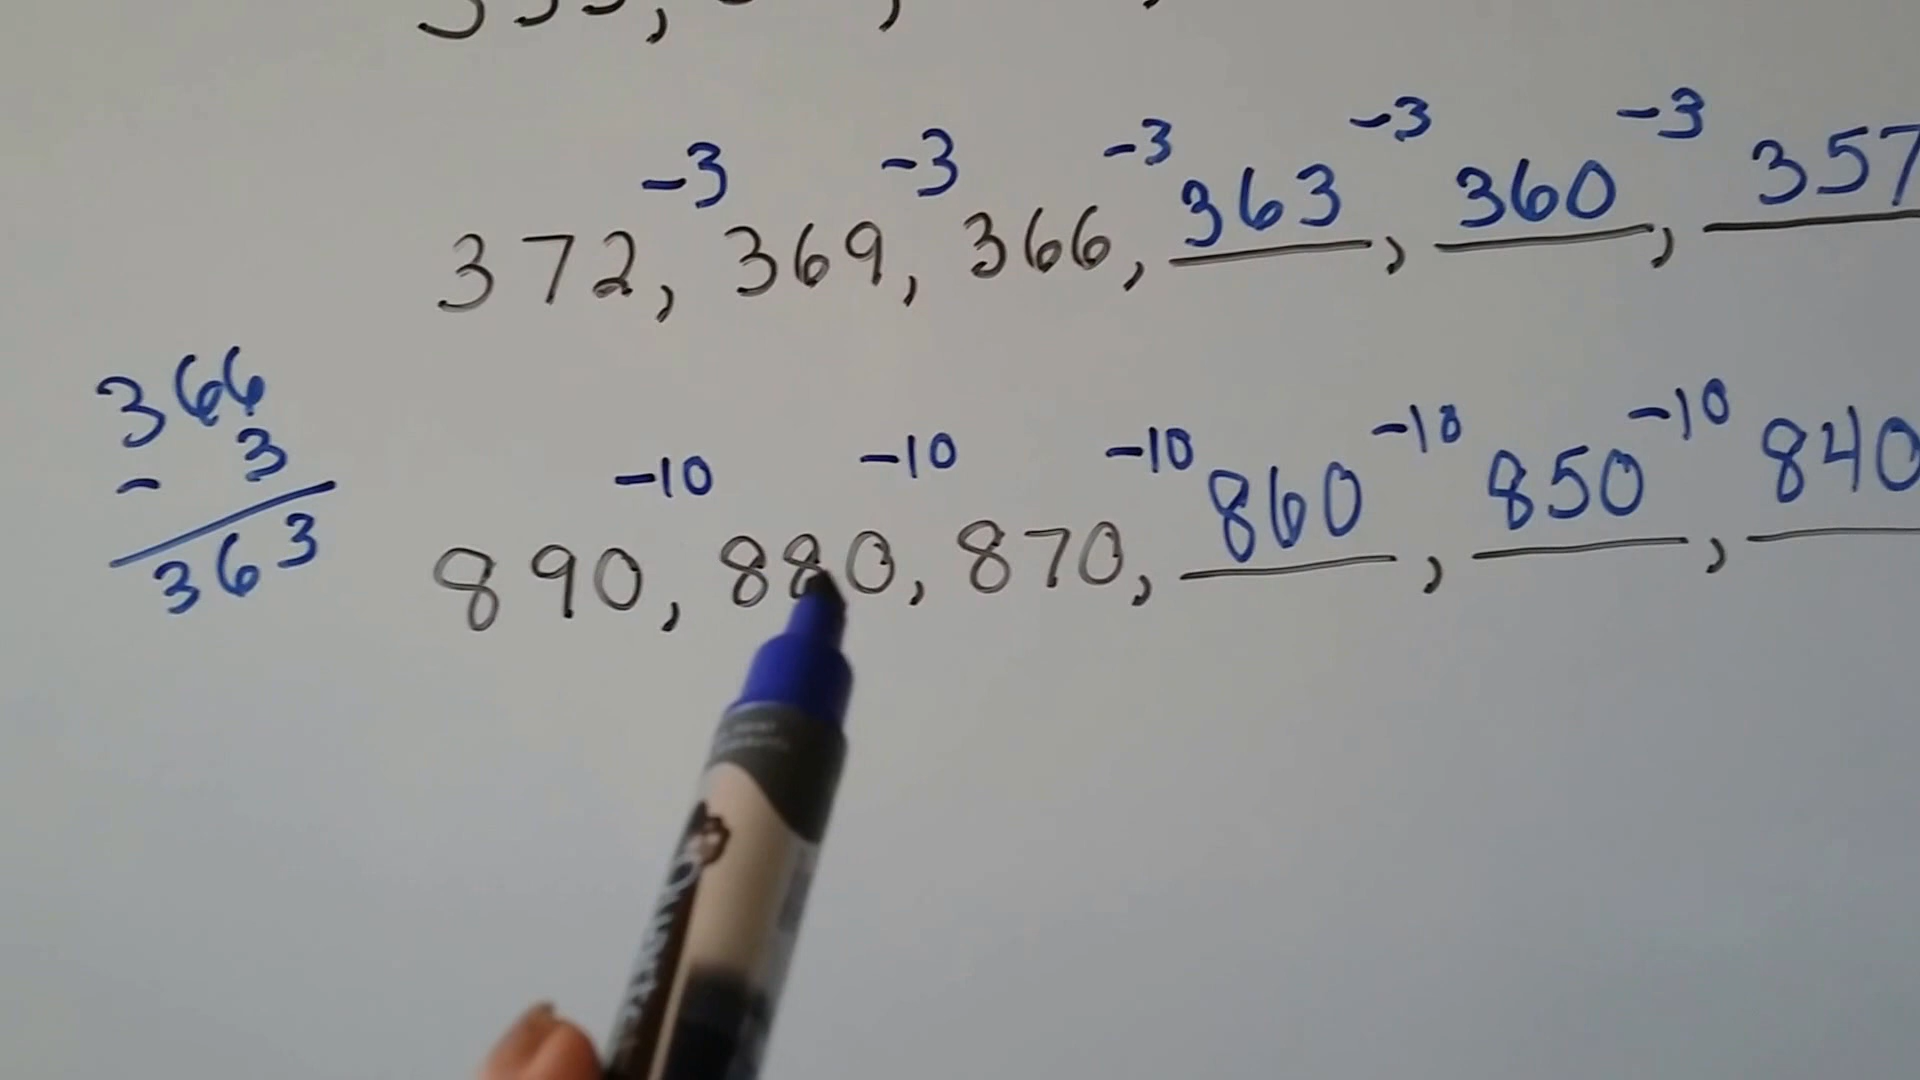 -3 -3 -3 -3 -3
372, 369, 366, 363, 360, 357
366
- 3
363
-10 -10 -10 -10 -10
890, 880, 870, 860, 850, 840